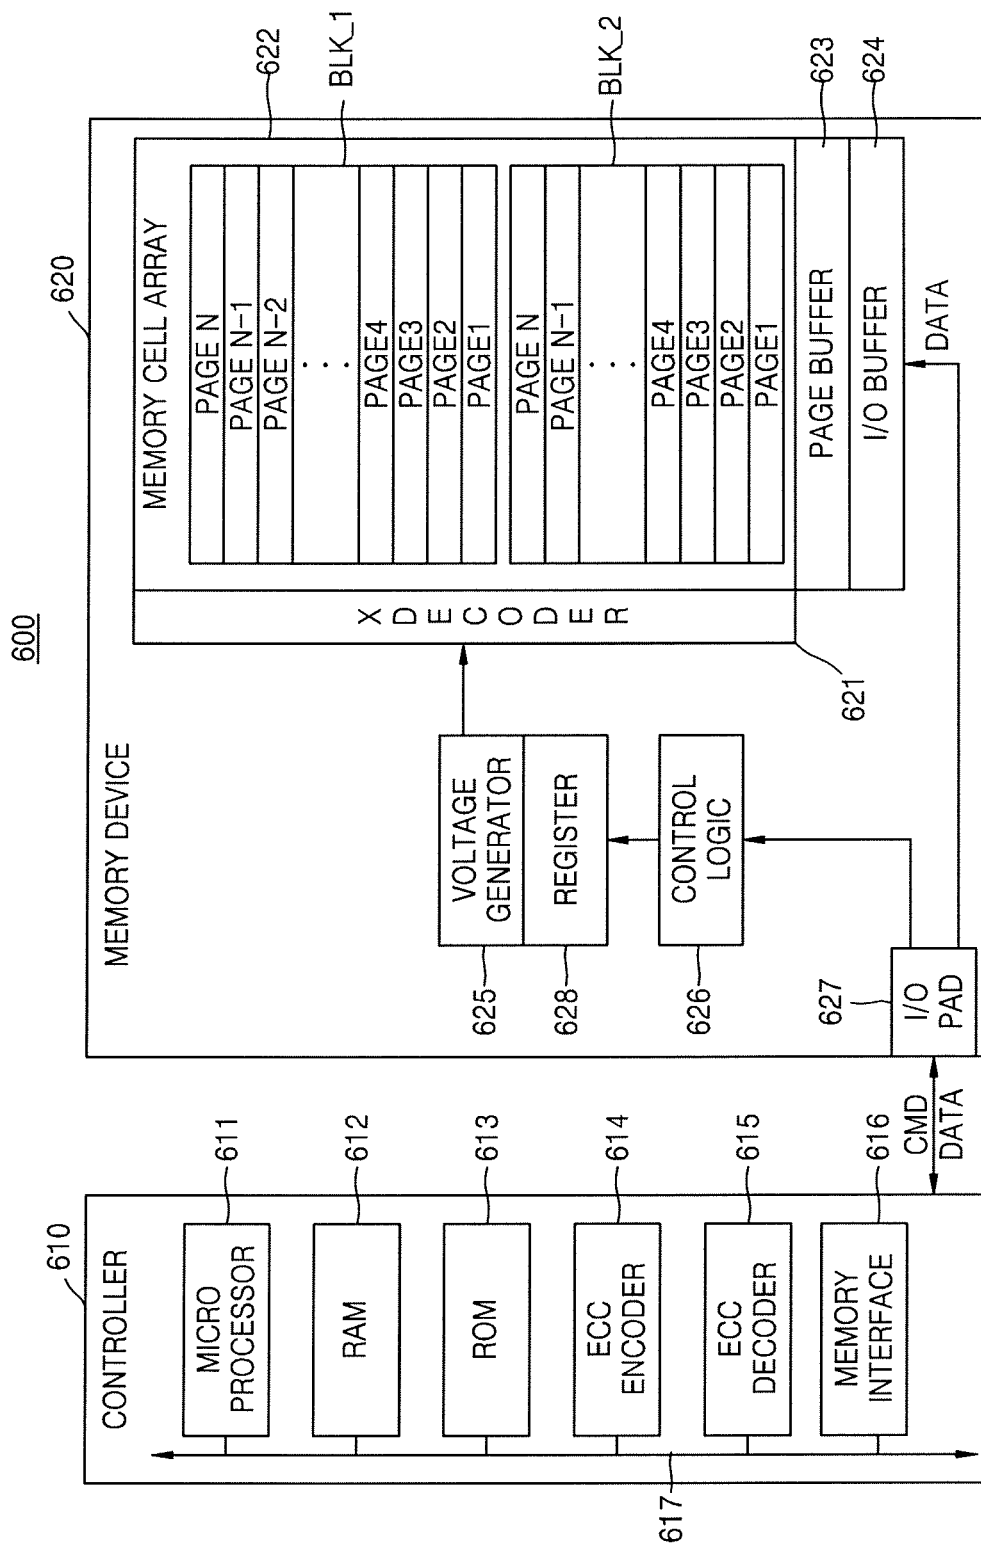 600
610
CONTROLLER
MICRO
PROCESSOR
611
RAM
612
ROM
613
ECC
ENCODER
614
ECC
DECODER
615
MEMORY
INTERFACE
616
617
CMD
DATA
620
MEMORY DEVICE
VOLTAGE
GENERATOR
625
REGISTER
628
CONTROL
LOGIC
626
627
I/O
PAD
X DECODER
621
MEMORY CELL ARRAY
622
PAGE N
PAGE N-1
PAGE N-2
. . .
PAGE4
PAGE3
PAGE2
PAGE1
BLK_1
PAGE N
PAGE N-1
. . .
PAGE4
PAGE3
PAGE2
PAGE1
BLK_2
PAGE BUFFER
623
I/O BUFFER
624
DATA